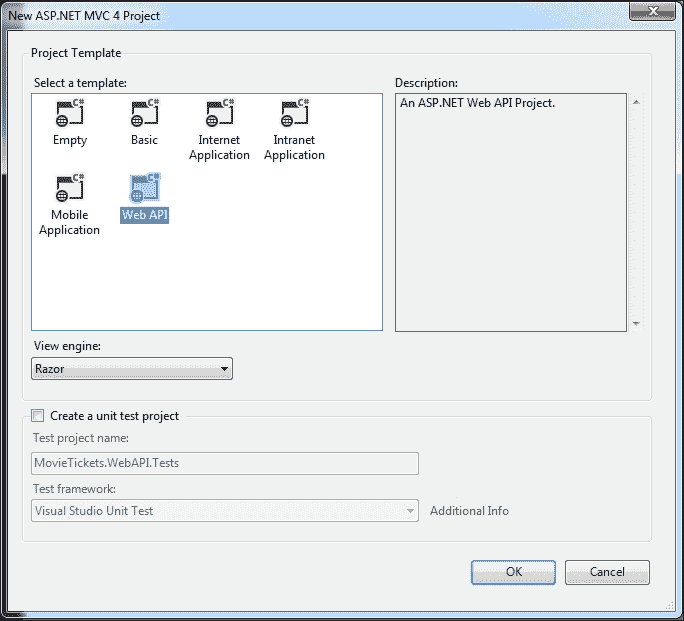 New ASP.NET MVC 4 Project
Project Template
Select a template:
Description:
C# C# C# C#
Empty Basic Internet Application Intranet Application
An ASP.NET Web API Project.
C# C#
Mobile Application Web API
View engine:
Razor
Create a unit test project
Test project name:
MovieTickets.WebAPI.Tests
Test framework:
Visual Studio Unit Test
Additional Info
OK Cancel